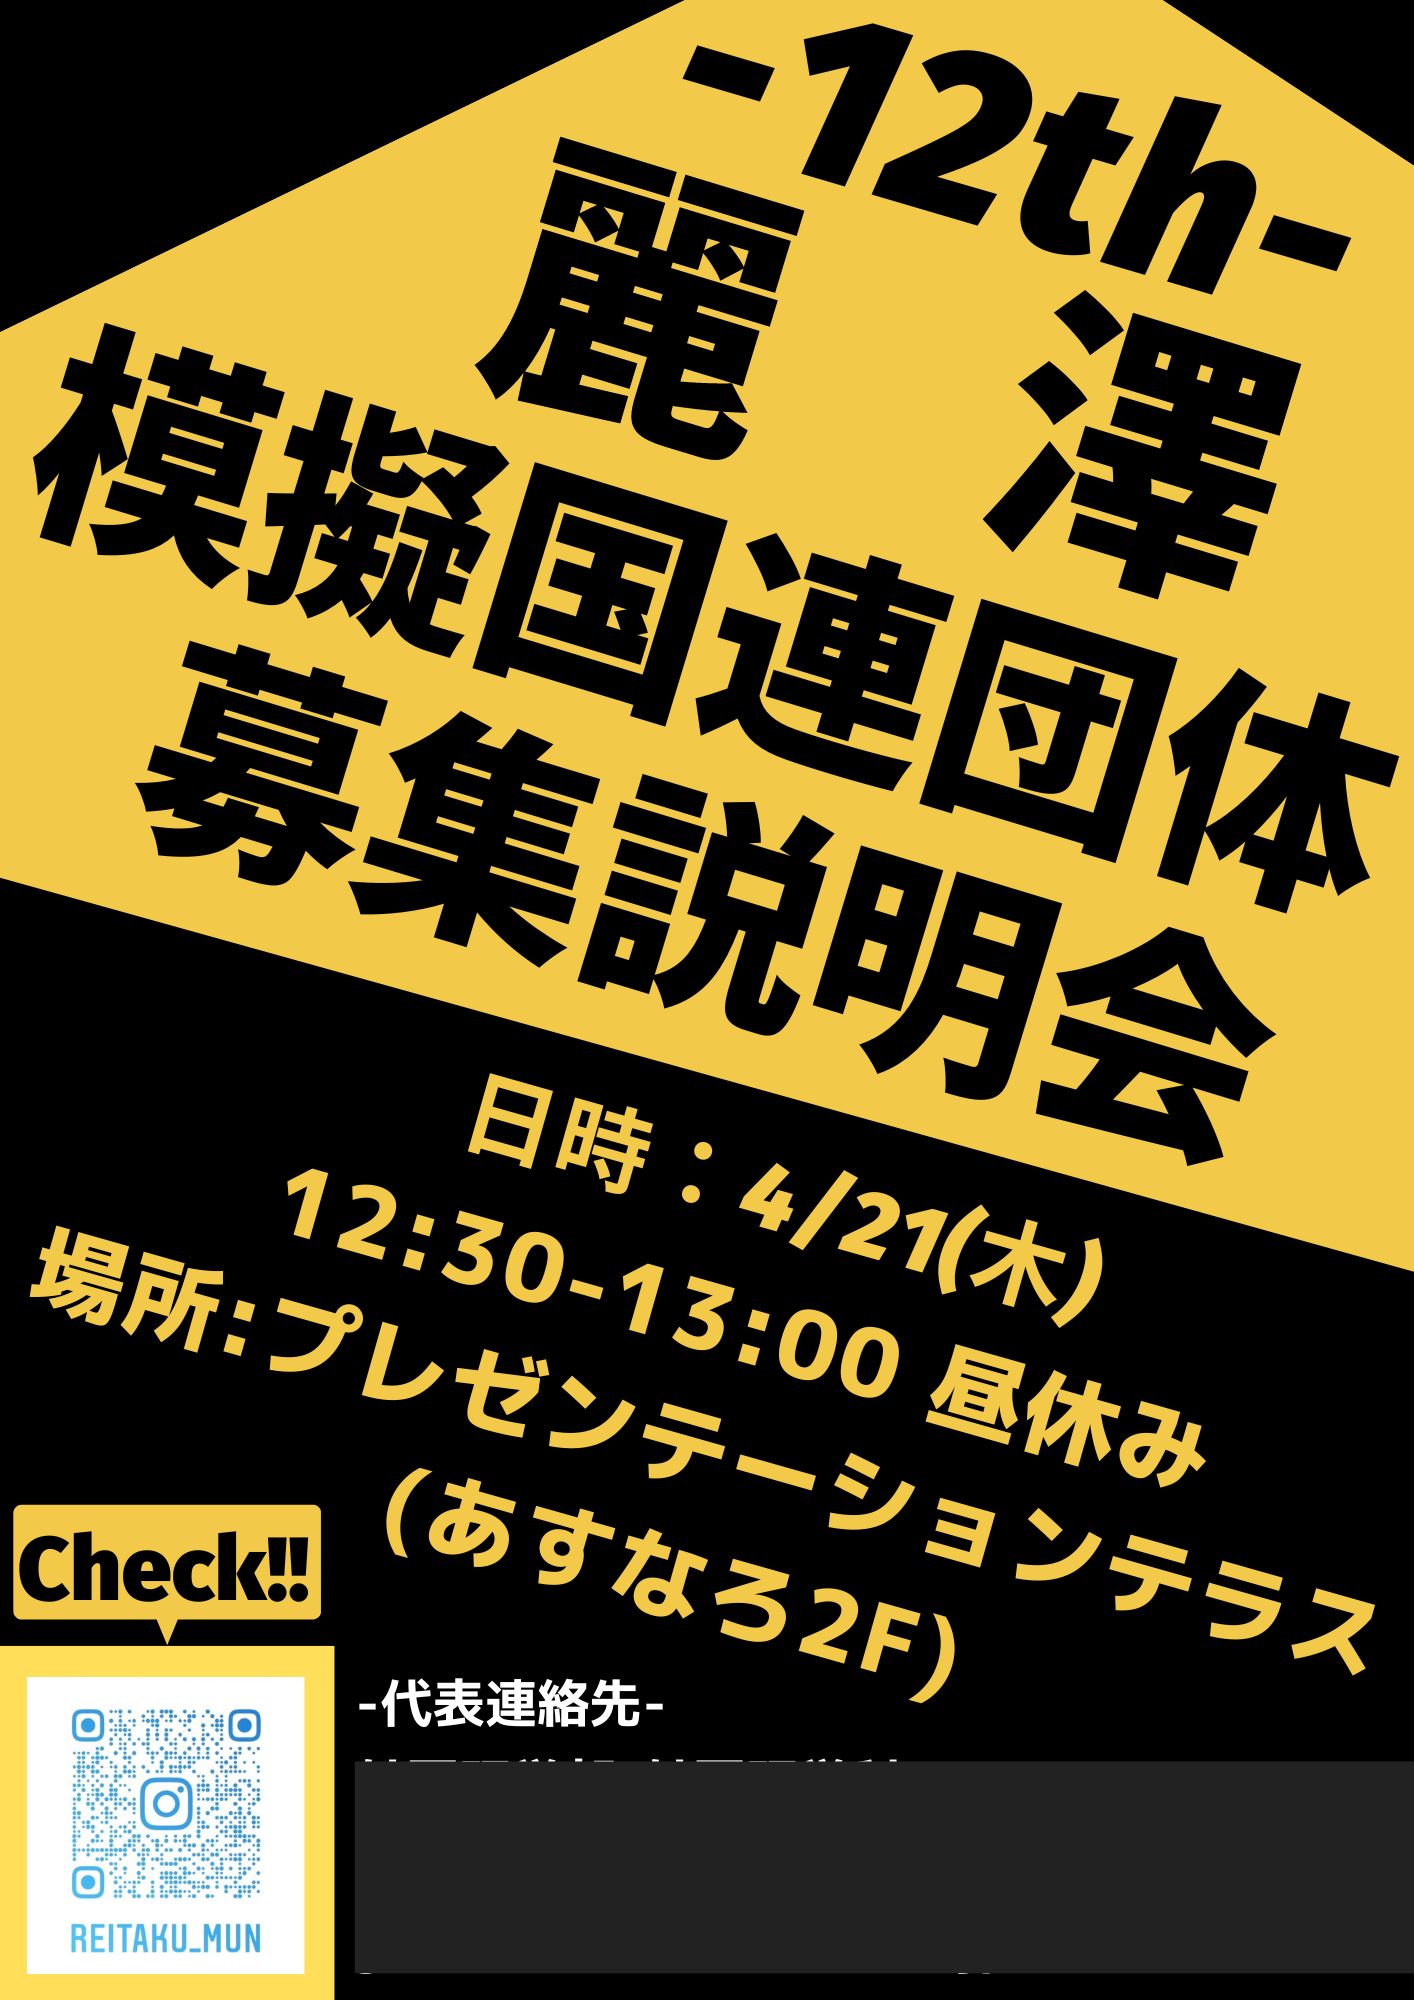 -12th-
麗 澤
模擬国連団体
募集説明会
日時：4/21(木)
12:30-13:00 昼休み
場所:プレゼンテーションテラス
(あすなろ2F)
Check!!
-代表連絡先-
REITAKU_MUN